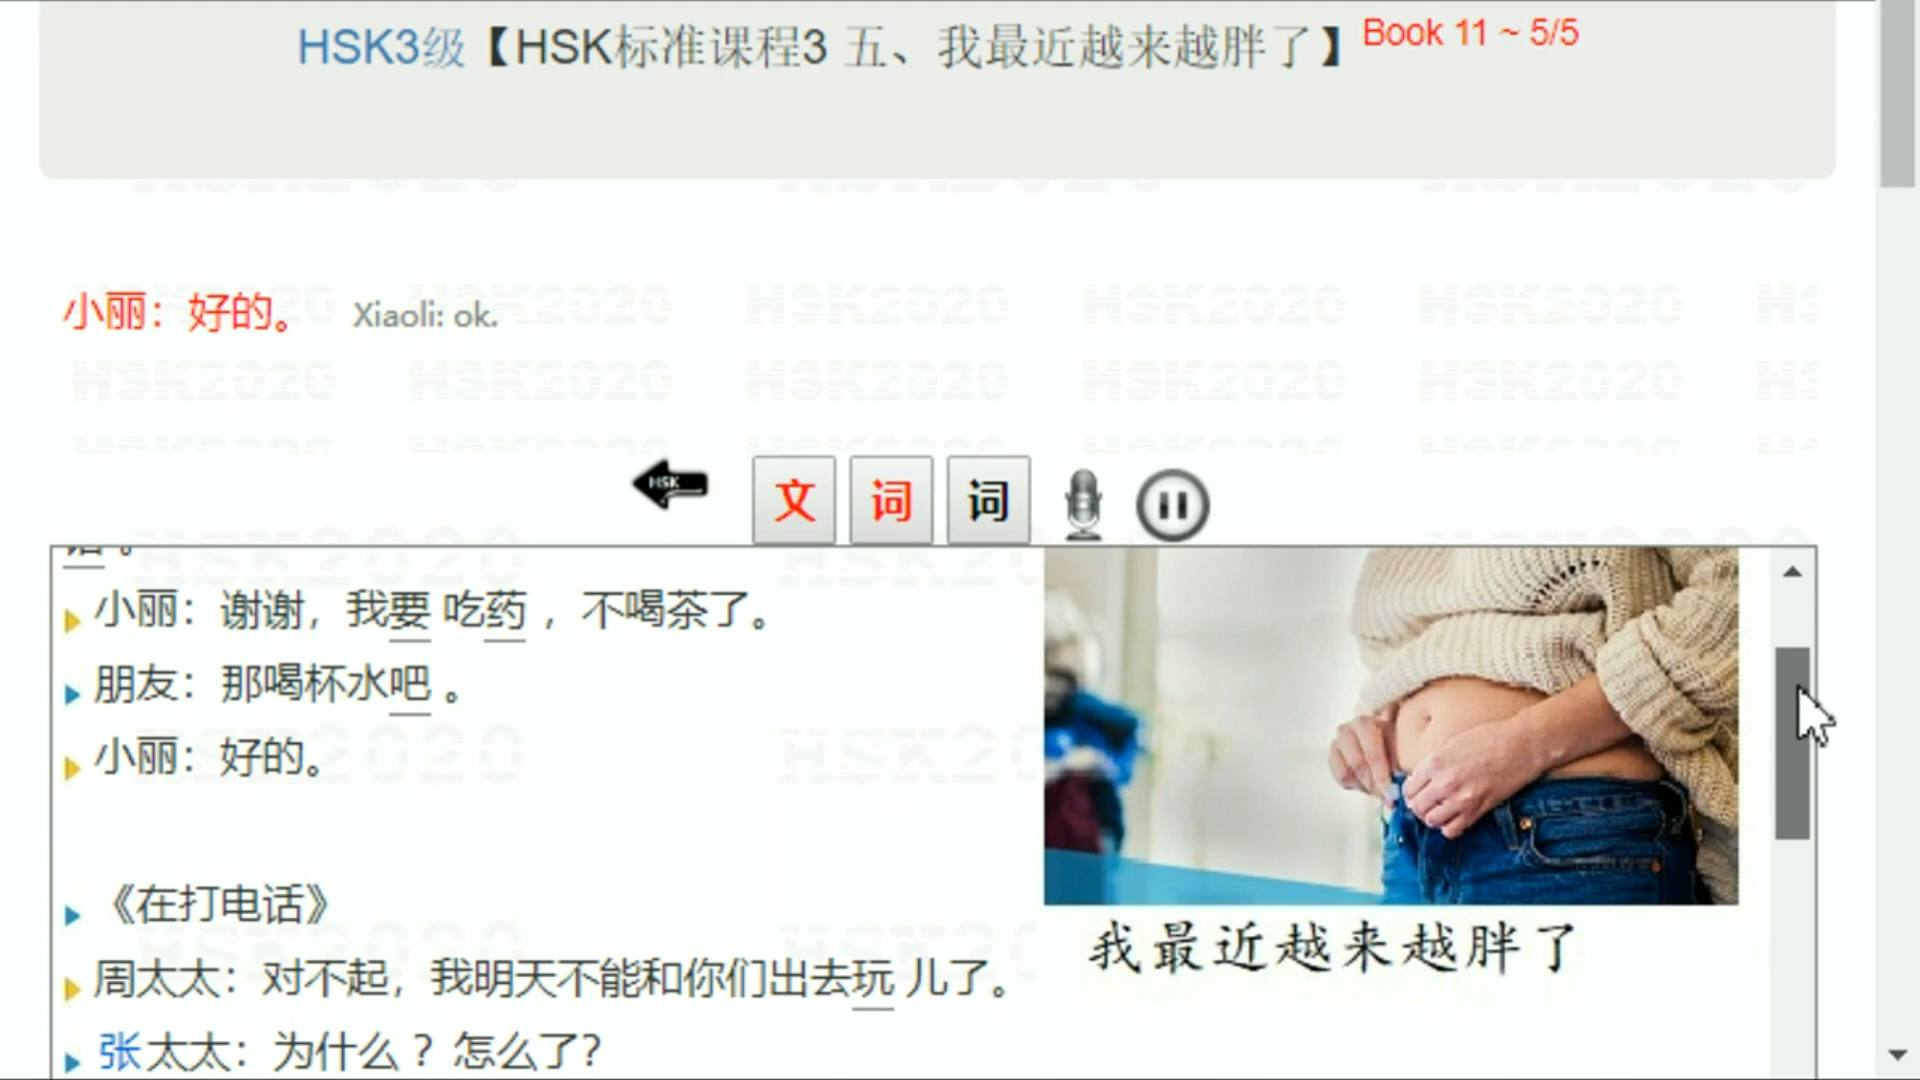 HSK3级【HSK标准课程3 五、我最近越来越胖了】Book 11 ~ 5/5
小丽：好的。 Xiaoli: ok.
HSK
文 词 词
小丽：谢谢，我要 吃药 ，不喝茶了。
朋友：那喝杯水吧 。
小丽：好的。
《在打电话》
周太太：对不起，我明天不能和你们出去玩 儿了。
张太太：为什么？怎么了？
我最近越来越胖了
HSK2020